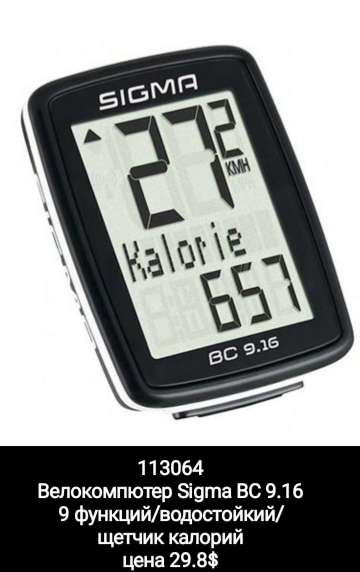 SIGMA
27.2
KMH
Kalorie
657
BC 9.16
113064
Велокомпютер Sigma BC 9.16
9 функций/водостойкий/
щетчик калорий
цена 29.8$